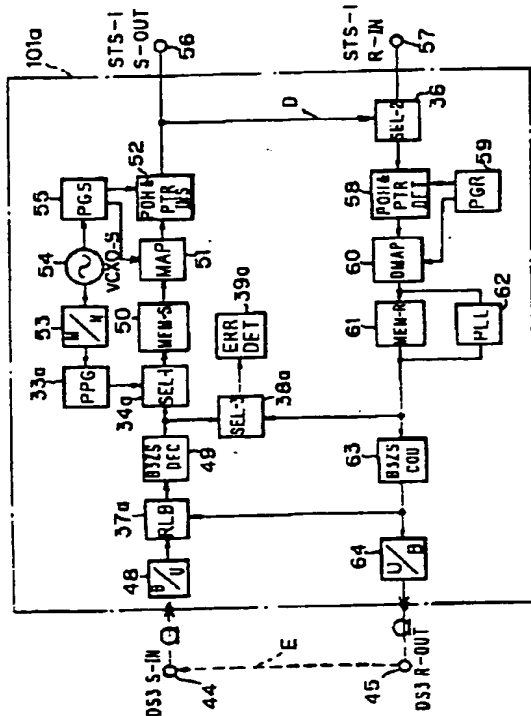 101a
STS-1
S-OUT
56
D
STS-1
R-IN
57
SEL-2
36
55
PGS
52
POH &
PTR
INS
58
POH &
PTR
DET
PGR
59
54
VCXO-S
MAP
51
60
DMAP
53
M/N
50
MEM-S
39a
ERR
DET
61
MEM-R
PLL
62
33a
PPG
34a
SEL-1
SEL-3
38a
B3ZS
DEC
49
63
B3ZS
COU
37a
RLB
48
B/U
64
U/B
DS3 S-IN
44
E
45
DS3 R-OUT